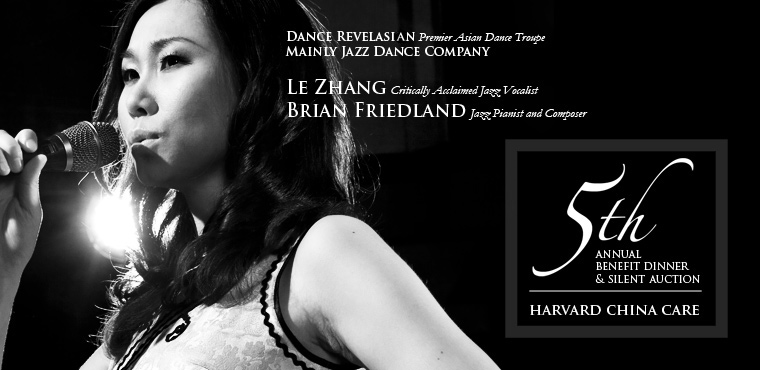 DANCE REVELASIAN Premier Asian Dance Troupe
MAINLY JAZZ DANCE COMPANY
LE ZHANG Critically Acclaimed Jazz Vocalist
BRIAN FRIEDLAND Jazz Pianist and Composer
5th
ANNUAL
BENEFIT DINNER
& SILENT AUCTION
HARVARD CHINA CARE